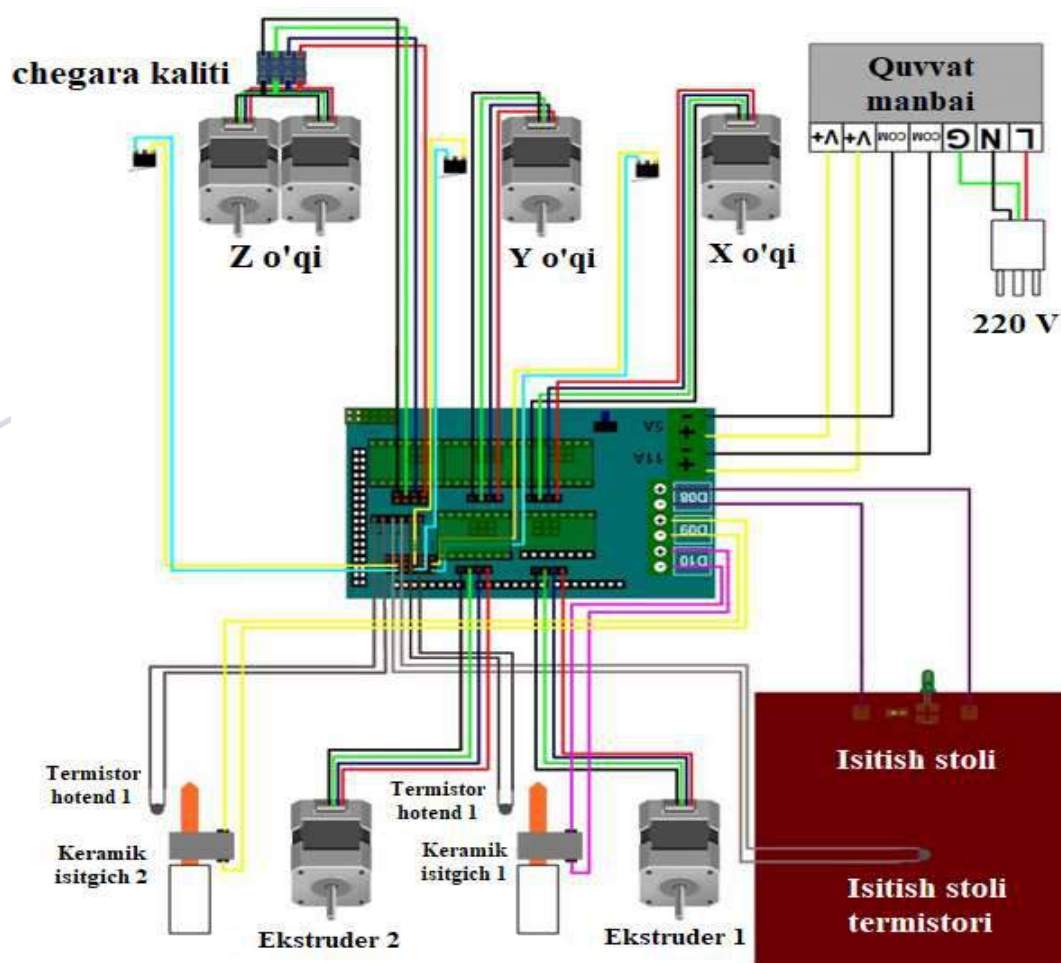 chegara kaliti
Quvvat
manbai
V+ V+ COM COM G N L
Z o'qi
Y o'qi
X o'qi
220 V
5A
11A
D08
D09
D10
Termistor
hotend 1
Keramik
isitgich 2
Ekstruder 2
Termistor
hotend 1
Keramik
isitgich 1
Ekstruder 1
Isitish stoli
Isitish stoli
termistori